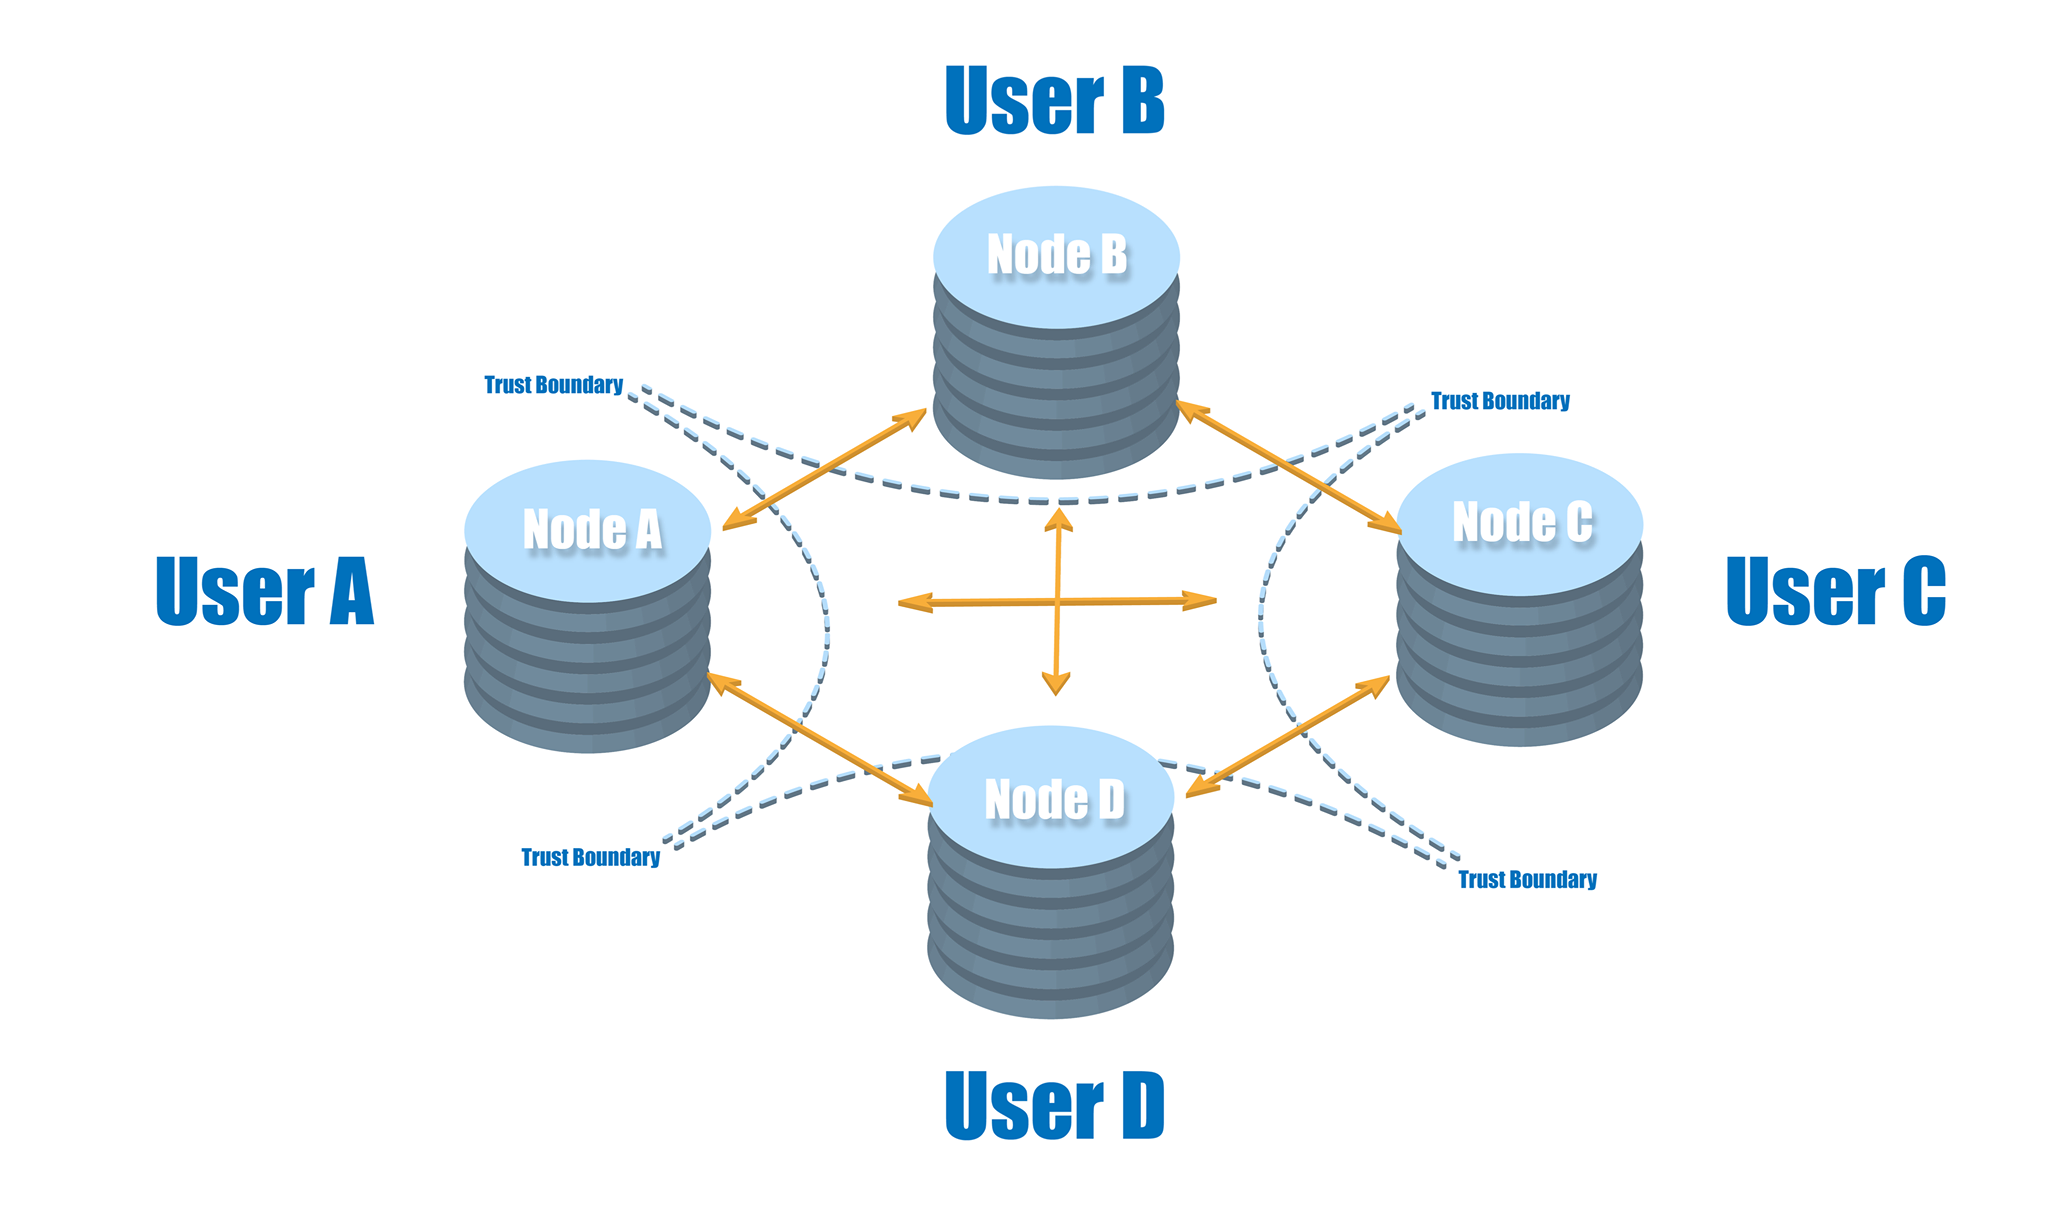 User B
Node B
Trust Boundary
Trust Boundary
Node A
Node C
User A
User C
Node D
Trust Boundary
Trust Boundary
User D